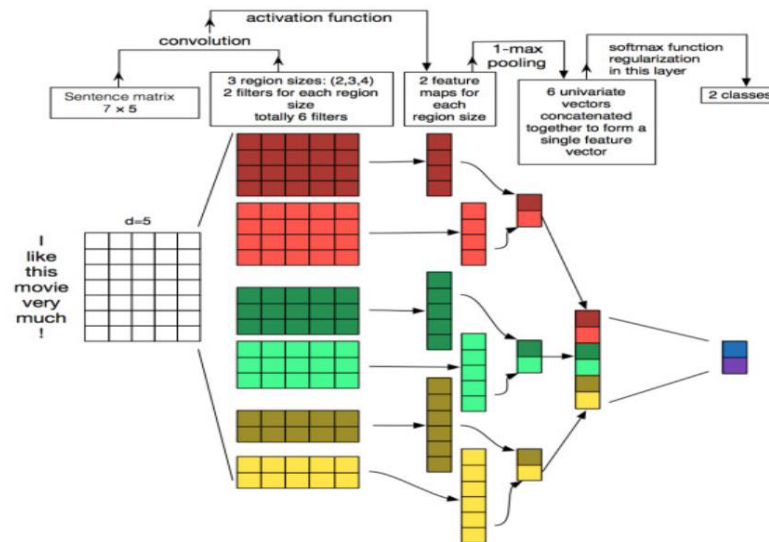 activation function
convolution
1-max
pooling
softmax function
regularization
in this layer
Sentence matrix
7 × 5
3 region sizes: (2,3,4)
2 filters for each region
size
totally 6 filters
2 feature
maps for
each
region size
6 univariate
vectors
concatenated
together to form a
single feature
vector
2 classes
d=5
I
like
this
movie
very
much
!